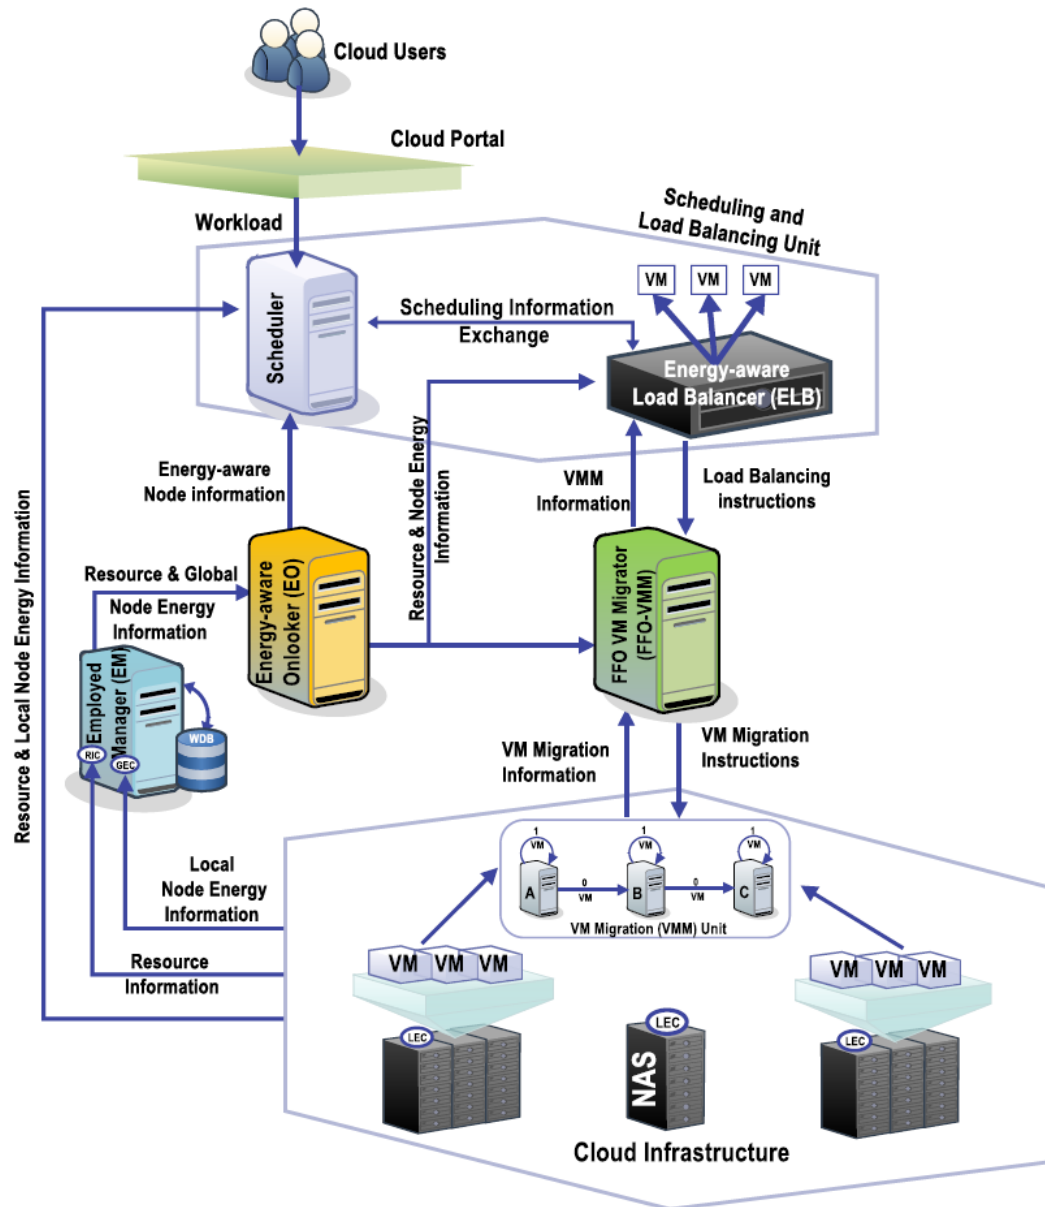 Cloud Users
Cloud Portal
Workload
Scheduling and
Load Balancing Unit
VM
VM
VM
Scheduler
Scheduling Information
Exchange
Energy-aware
Load Balancer (ELB)
Energy-aware
Node information
Resource & Node Energy
Information
VMM
Information
Load Balancing
instructions
Resource & Local Node Energy Information
Resource & Global
Node Energy
Information
Energy-aware
Onlooker (EO)
FFO VM Migrator
(FFO-VMM)
Employed
Manager (EM)
WDB
RIC
GEC
VM Migration
Information
VM Migration
Instructions
1
VM
1
VM
1
VM
A
0
VM
B
0
VM
C
VM Migration (VMM) Unit
Local
Node Energy
Information
Resource
Information
VM
VM
VM
VM
VM
VM
LEC
LEC
LEC
NAS
Cloud Infrastructure